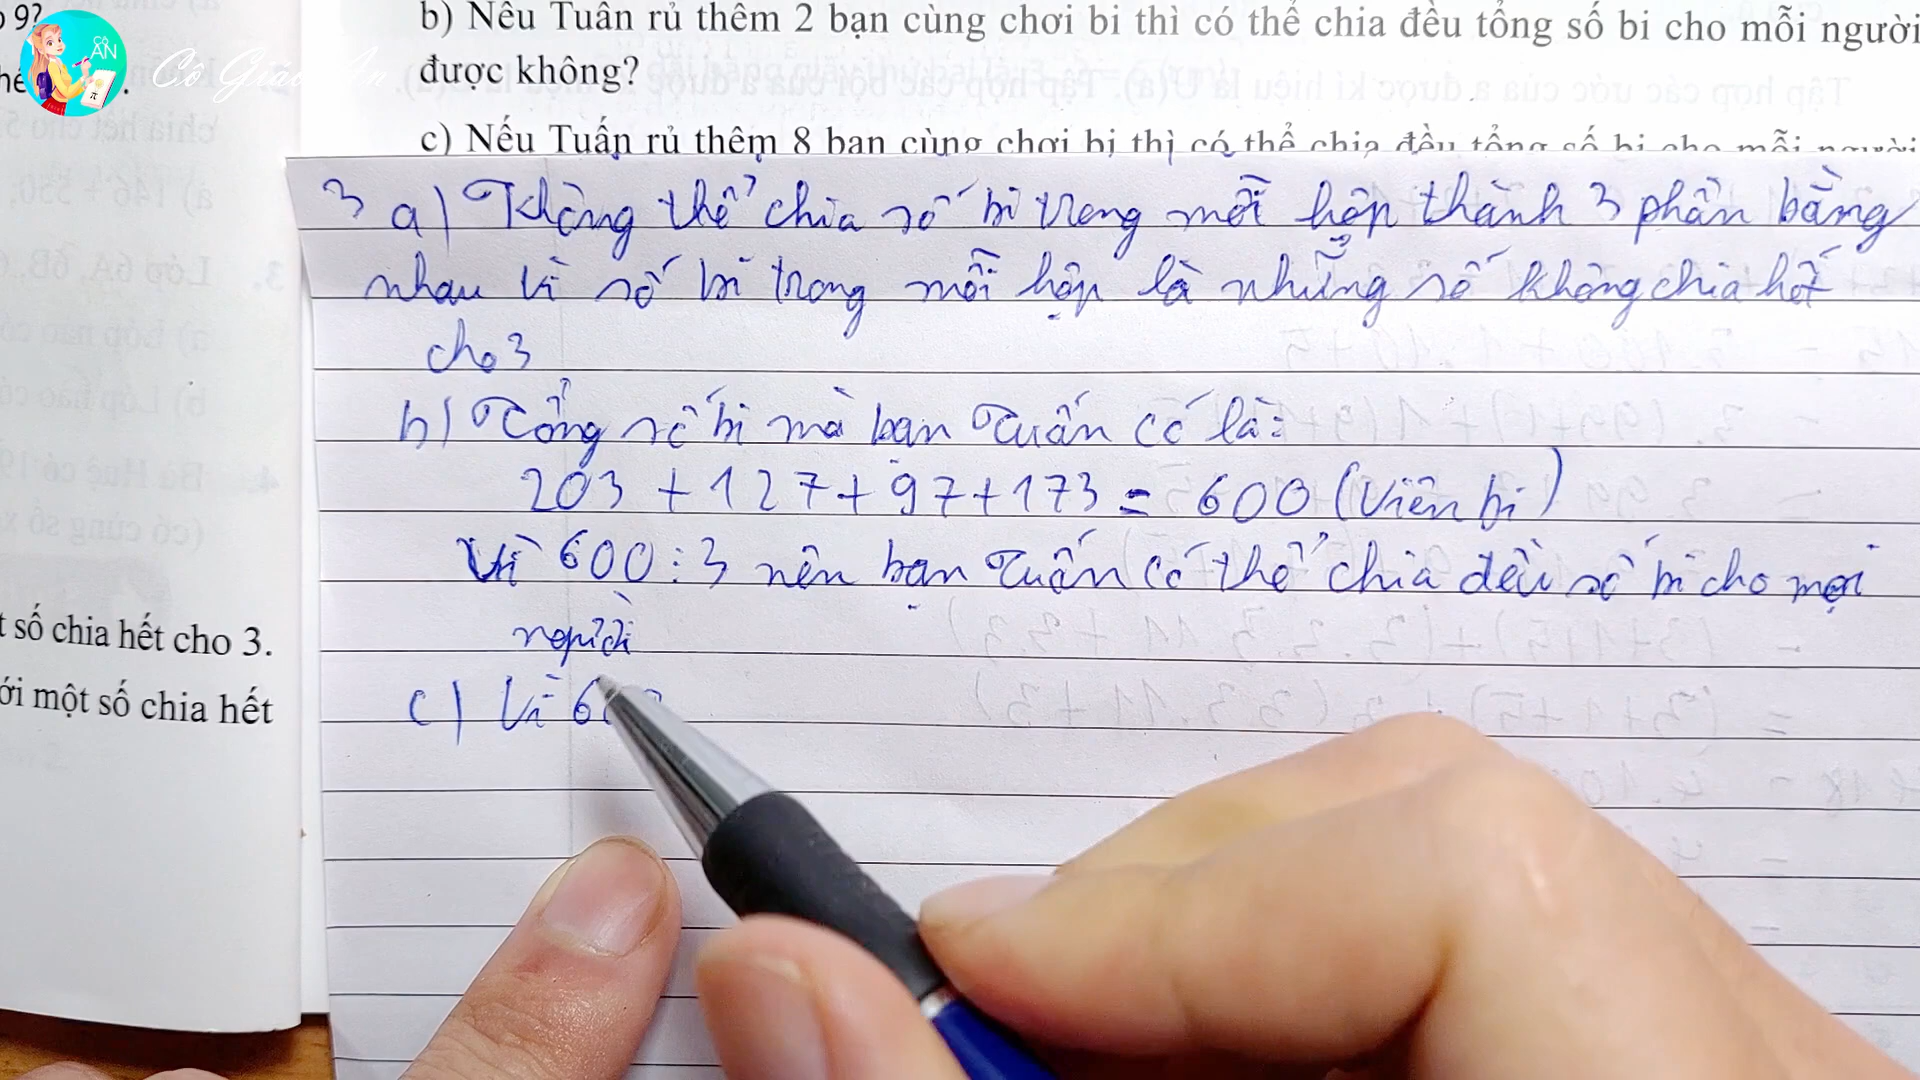 b) Nếu Tuấn rủ thêm 2 bạn cùng chơi bi thì có thể chia đều tổng số bi cho mỗi người
được không?
c) Nếu Tuấn rủ thêm 8 bạn cùng chơi bi thì có thể chia đều tổng số bi cho mỗi người
9?
CÔ AN
Cô Giáo An
3 a) Không thể chia số bi trong mỗi hộp thành 3 phần bằng
nhau vì số bi trong mỗi hộp là những số không chia hết
cho 3
b) Tổng số bi mà bạn Tuấn có là:
203 + 127 + 97 + 173 = 600 (viên bi)
Vì 600 : 3 nên bạn Tuấn có thể chia đều số bi cho mọi
người
c) Vì 600
số chia hết cho 3.
một số chia hết